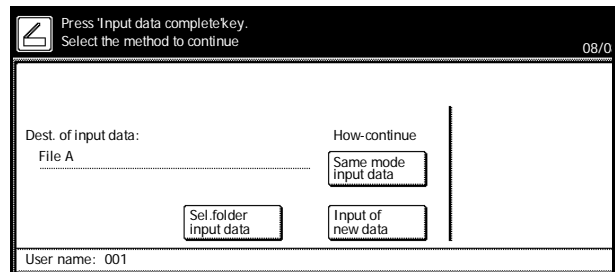 Press 'Input data complete'key.
Select the method to continue
08/0
Dest. of input data:
How-continue
File A
Same mode
input data
Sel.folder
input data
Input of
new data
User name: 001